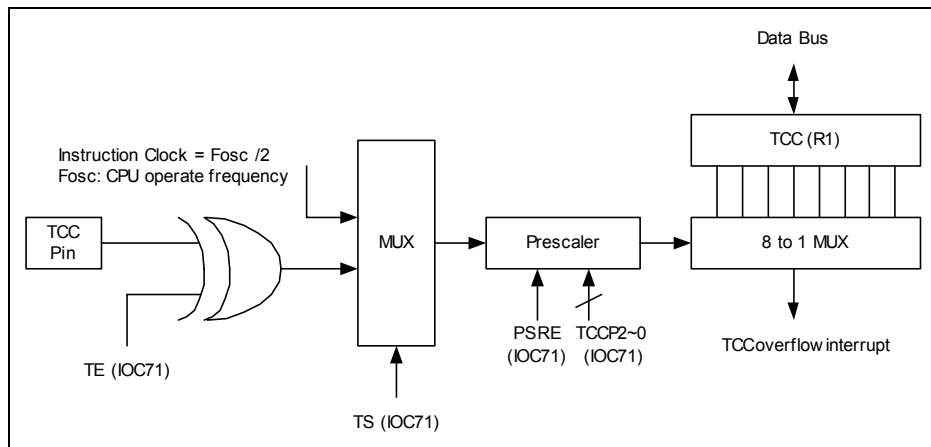 Data Bus
TCC (R1)
Instruction Clock = Fosc /2
Fosc: CPU operate frequency
TCC
Pin
MUX
Prescaler
8 to 1 MUX
PSRE
(IOC71)
TCCP2~0
(IOC71)
TCCoverflow interrupt
TE (IOC71)
TS (IOC71)